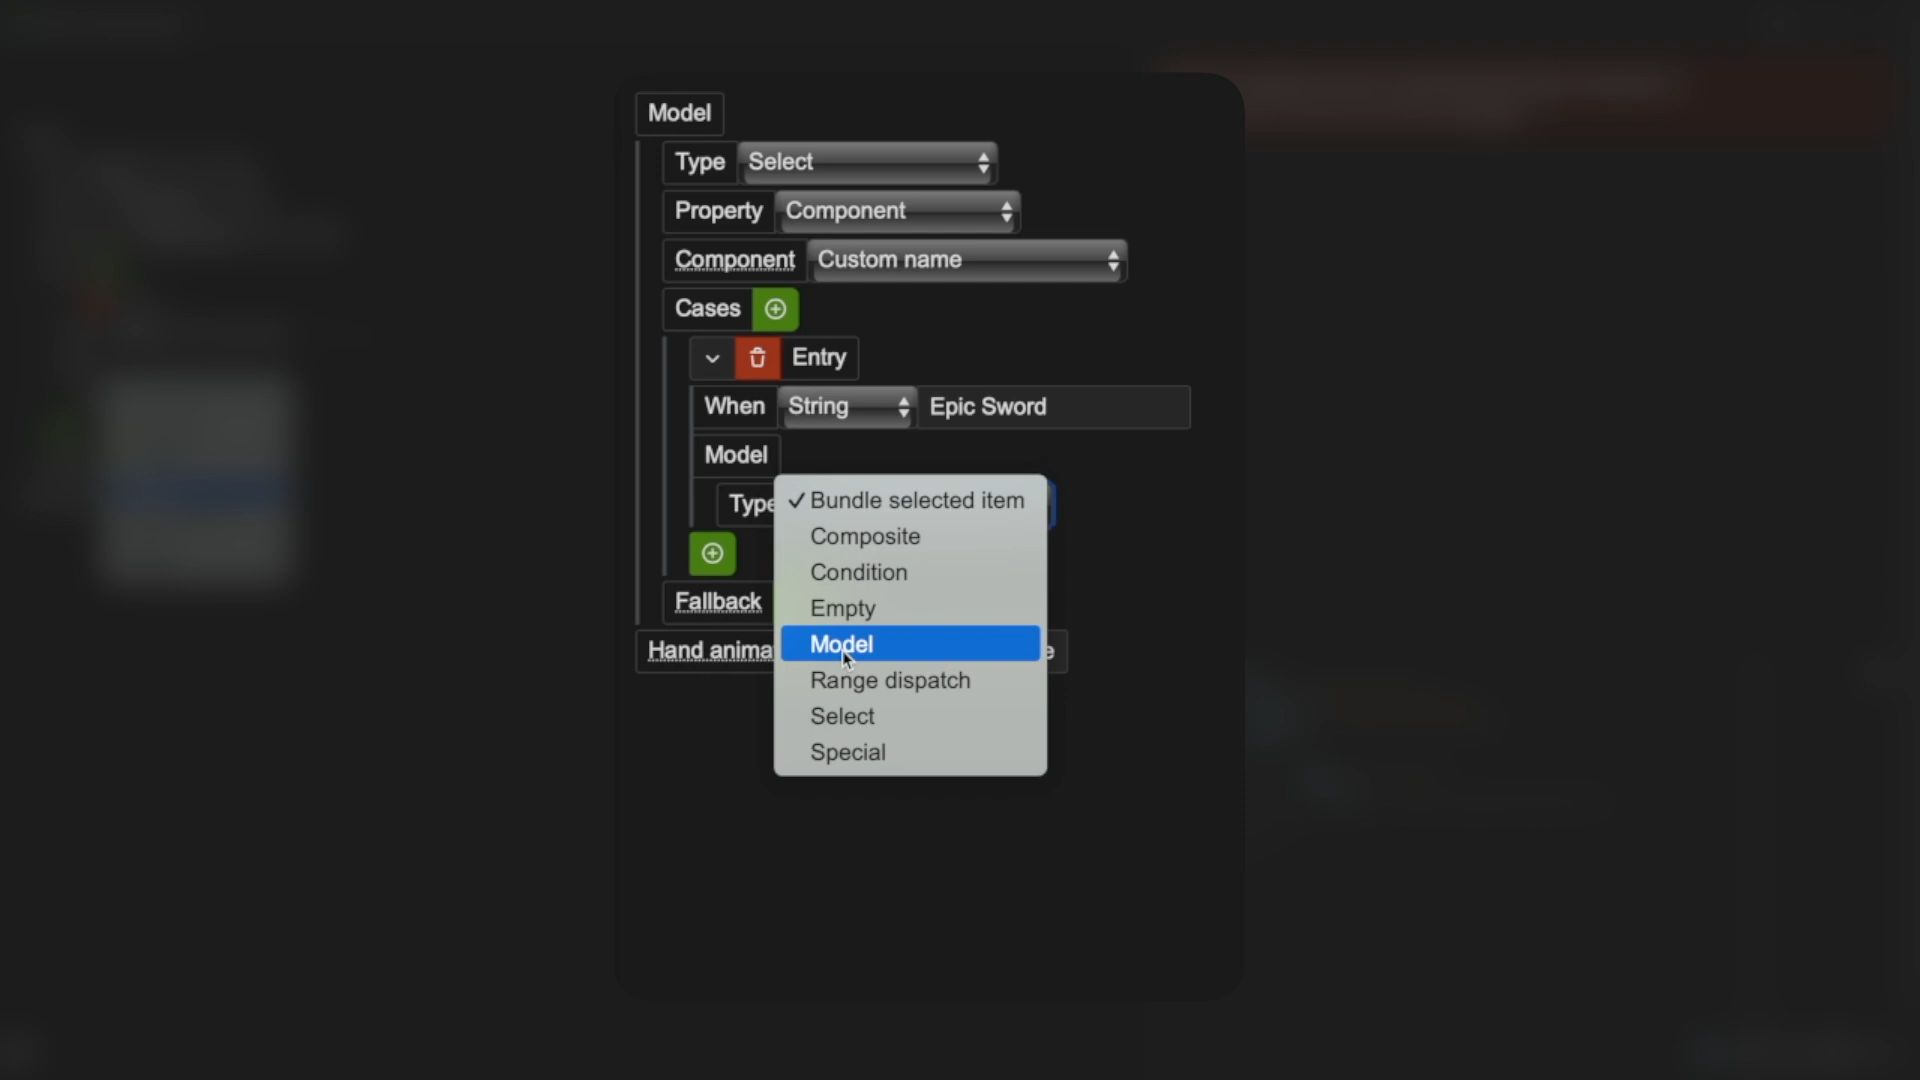 Model
Type Select
Property Component
Component Custom name
Cases
Entry
When String Epic Sword
Model
Type
✓ Bundle selected item
Composite
Condition
Empty
Model
Range dispatch
Select
Special
Fallback
Hand anima
e